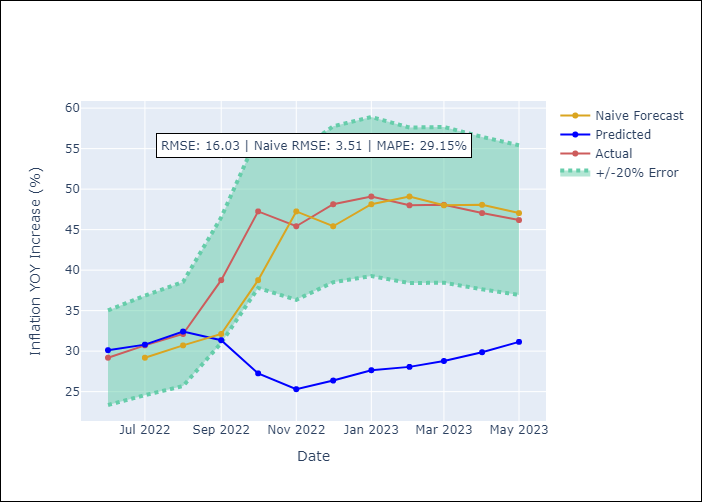 60
55
50
45
40
35
30
25
Inflation YOY Increase (%)
RMSE: 16.03 | Naive RMSE: 3.51 | MAPE: 29.15%
Jul 2022
Sep 2022
Nov 2022
Jan 2023
Mar 2023
May 2023
Date
Naive Forecast
Predicted
Actual
+/-20% Error